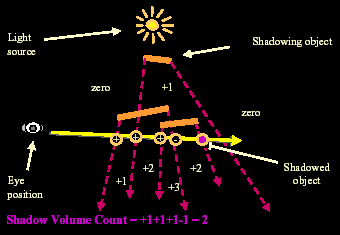 Light
source
Shadowing object
zero
+1
zero
+ + + - 
+2
+2
+1
+3
Eye
position
Shadowed
object
Shadow Volume Count = +1+1+1-1 = 2